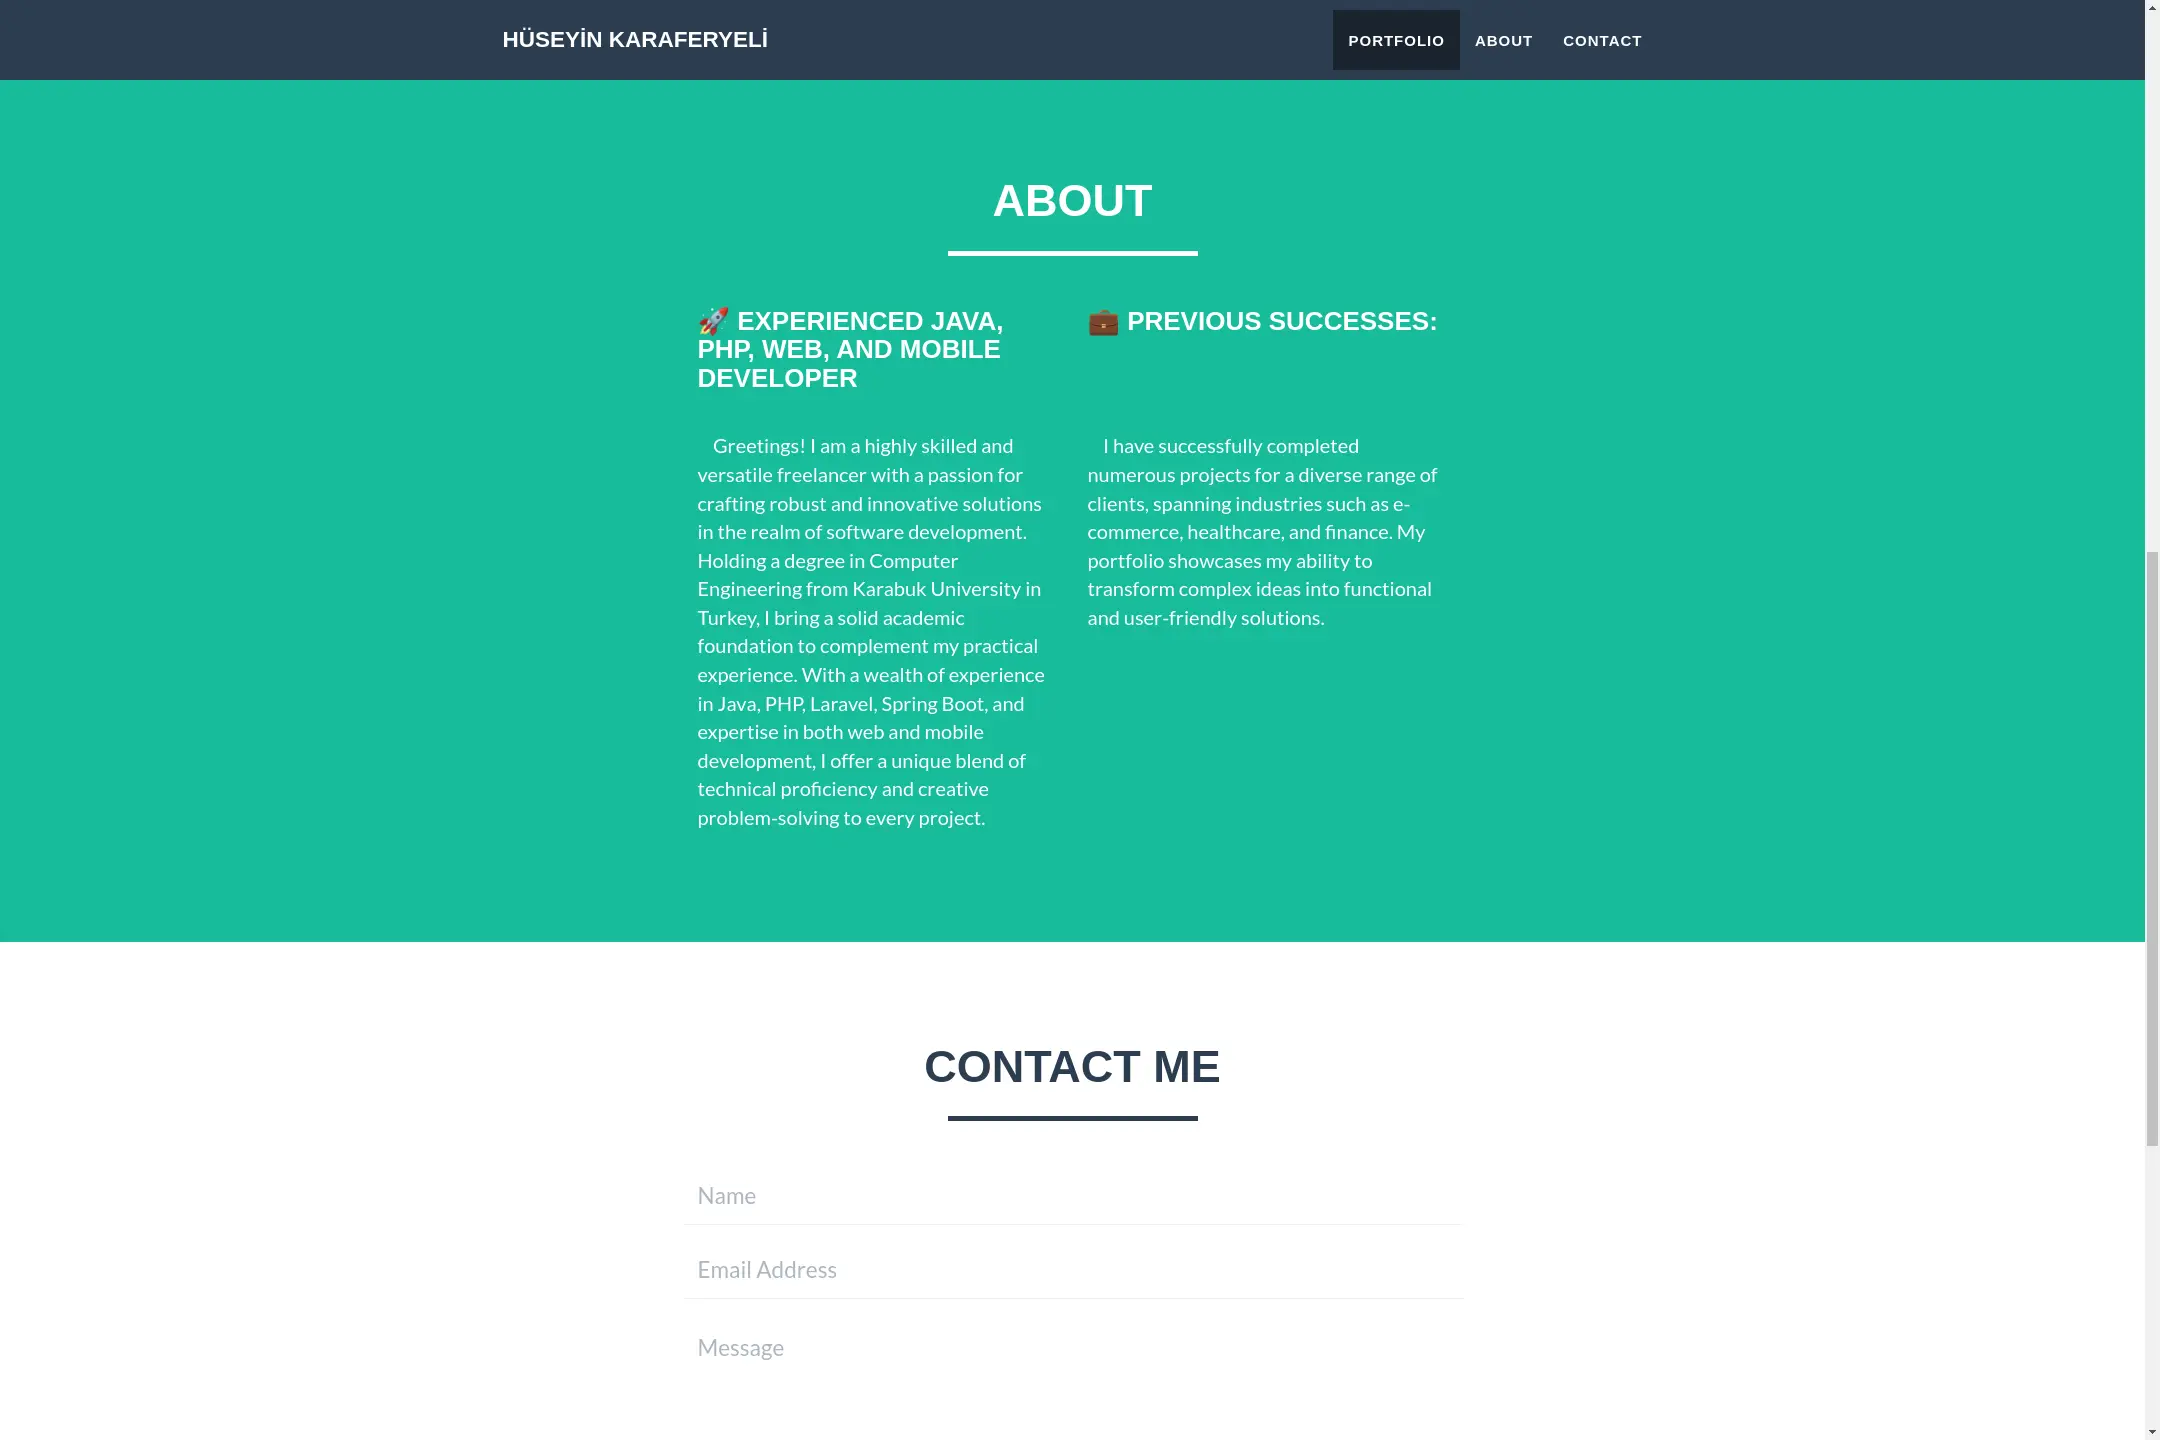 HÜSEYİN KARAFERYELİ
PORTFOLIO
ABOUT
CONTACT
ABOUT
🚀 EXPERIENCED JAVA,
PHP, WEB, AND MOBILE
DEVELOPER
Greetings! I am a highly skilled and
versatile freelancer with a passion for
crafting robust and innovative solutions
in the realm of software development.
Holding a degree in Computer
Engineering from Karabuk University in
Turkey, I bring a solid academic
foundation to complement my practical
experience. With a wealth of experience
in Java, PHP, Laravel, Spring Boot, and
expertise in both web and mobile
development, I offer a unique blend of
technical proficiency and creative
problem-solving to every project.
💼 PREVIOUS SUCCESSES:
I have successfully completed
numerous projects for a diverse range of
clients, spanning industries such as e-
commerce, healthcare, and finance. My
portfolio showcases my ability to
transform complex ideas into functional
and user-friendly solutions.
CONTACT ME
Name
Email Address
Message